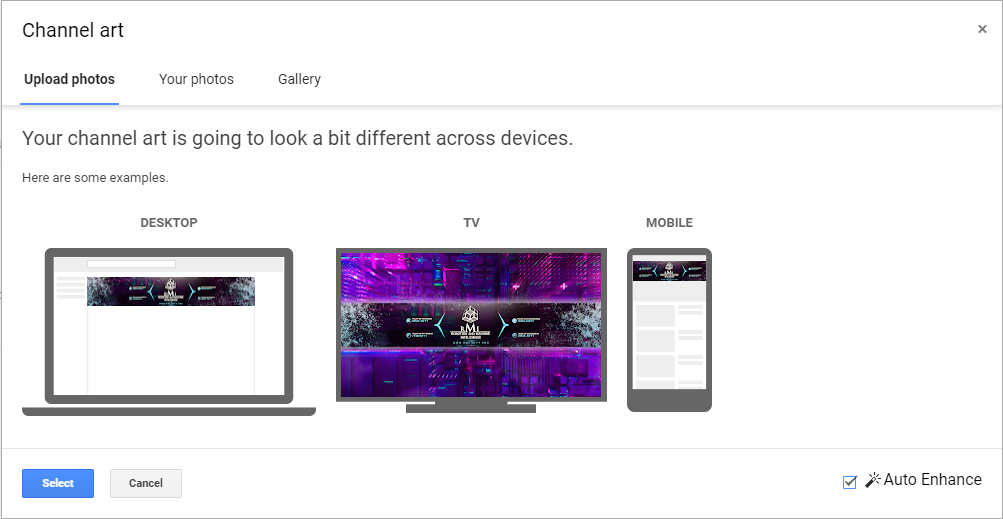 Channel art
×
Upload photos Your photos Gallery
Your channel art is going to look a bit different across devices.
Here are some examples.
DESKTOP TV MOBILE
RMI
Select Cancel Auto Enhance